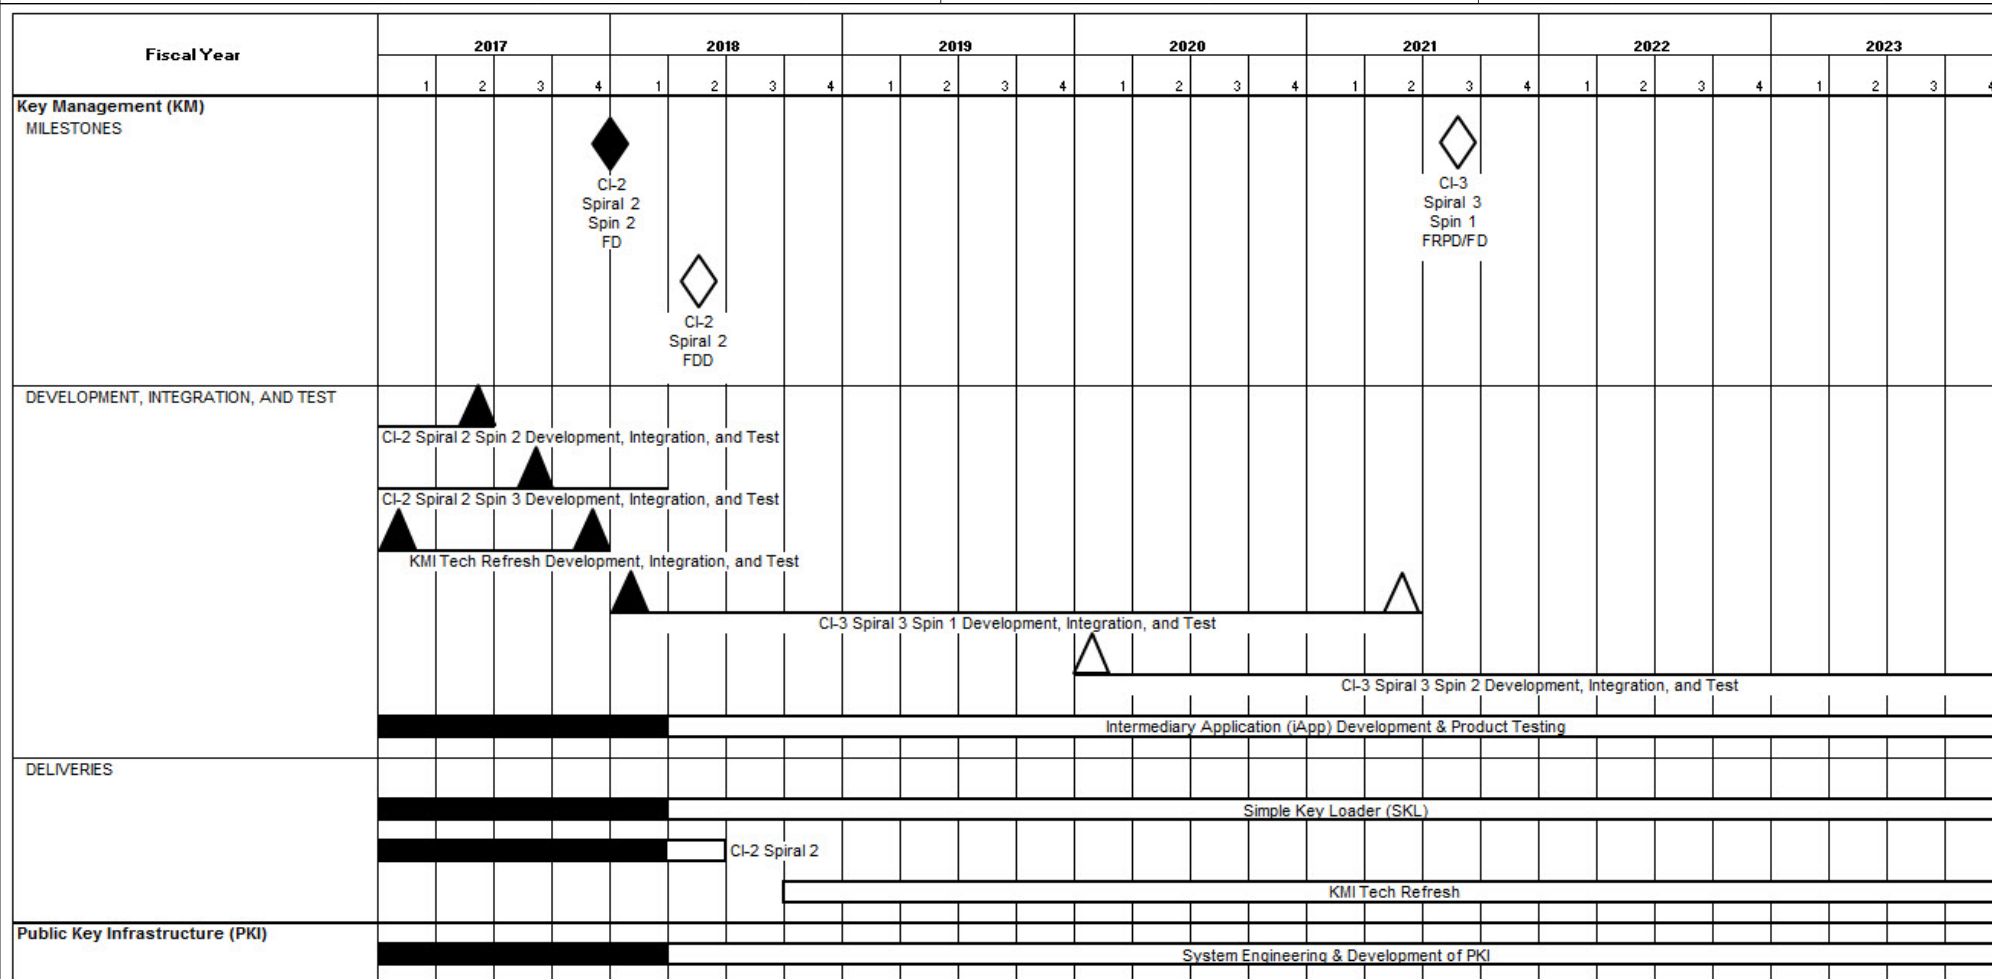 Fiscal Year 2017 2018 2019 2020 2021 2022 2023
1 2 3 4 1 2 3 4 1 2 3 4 1 2 3 4 1 2 3 4 1 2 3 4 1 2 3 4
Key Management (KM)
MILESTONES
CI-2
Spiral 2
Spin 2
FD
CI-3
Spiral 3
Spin 1
FRPD/FD
CI-2
Spiral 2
FDD
DEVELOPMENT, INTEGRATION, AND TEST
CI-2 Spiral 2 Spin 2 Development, Integration, and Test
CI-2 Spiral 2 Spin 3 Development, Integration, and Test
KMI Tech Refresh Development, Integration, and Test
CI-3 Spiral 3 Spin 1 Development, Integration, and Test
CI-3 Spiral 3 Spin 2 Development, Integration, and Test
Intermediary Application (iApp) Development & Product Testing
DELIVERIES
Simple Key Loader (SKL)
CI-2 Spiral 2
KMI Tech Refresh
Public Key Infrastructure (PKI)
System Engineering & Development of PKI